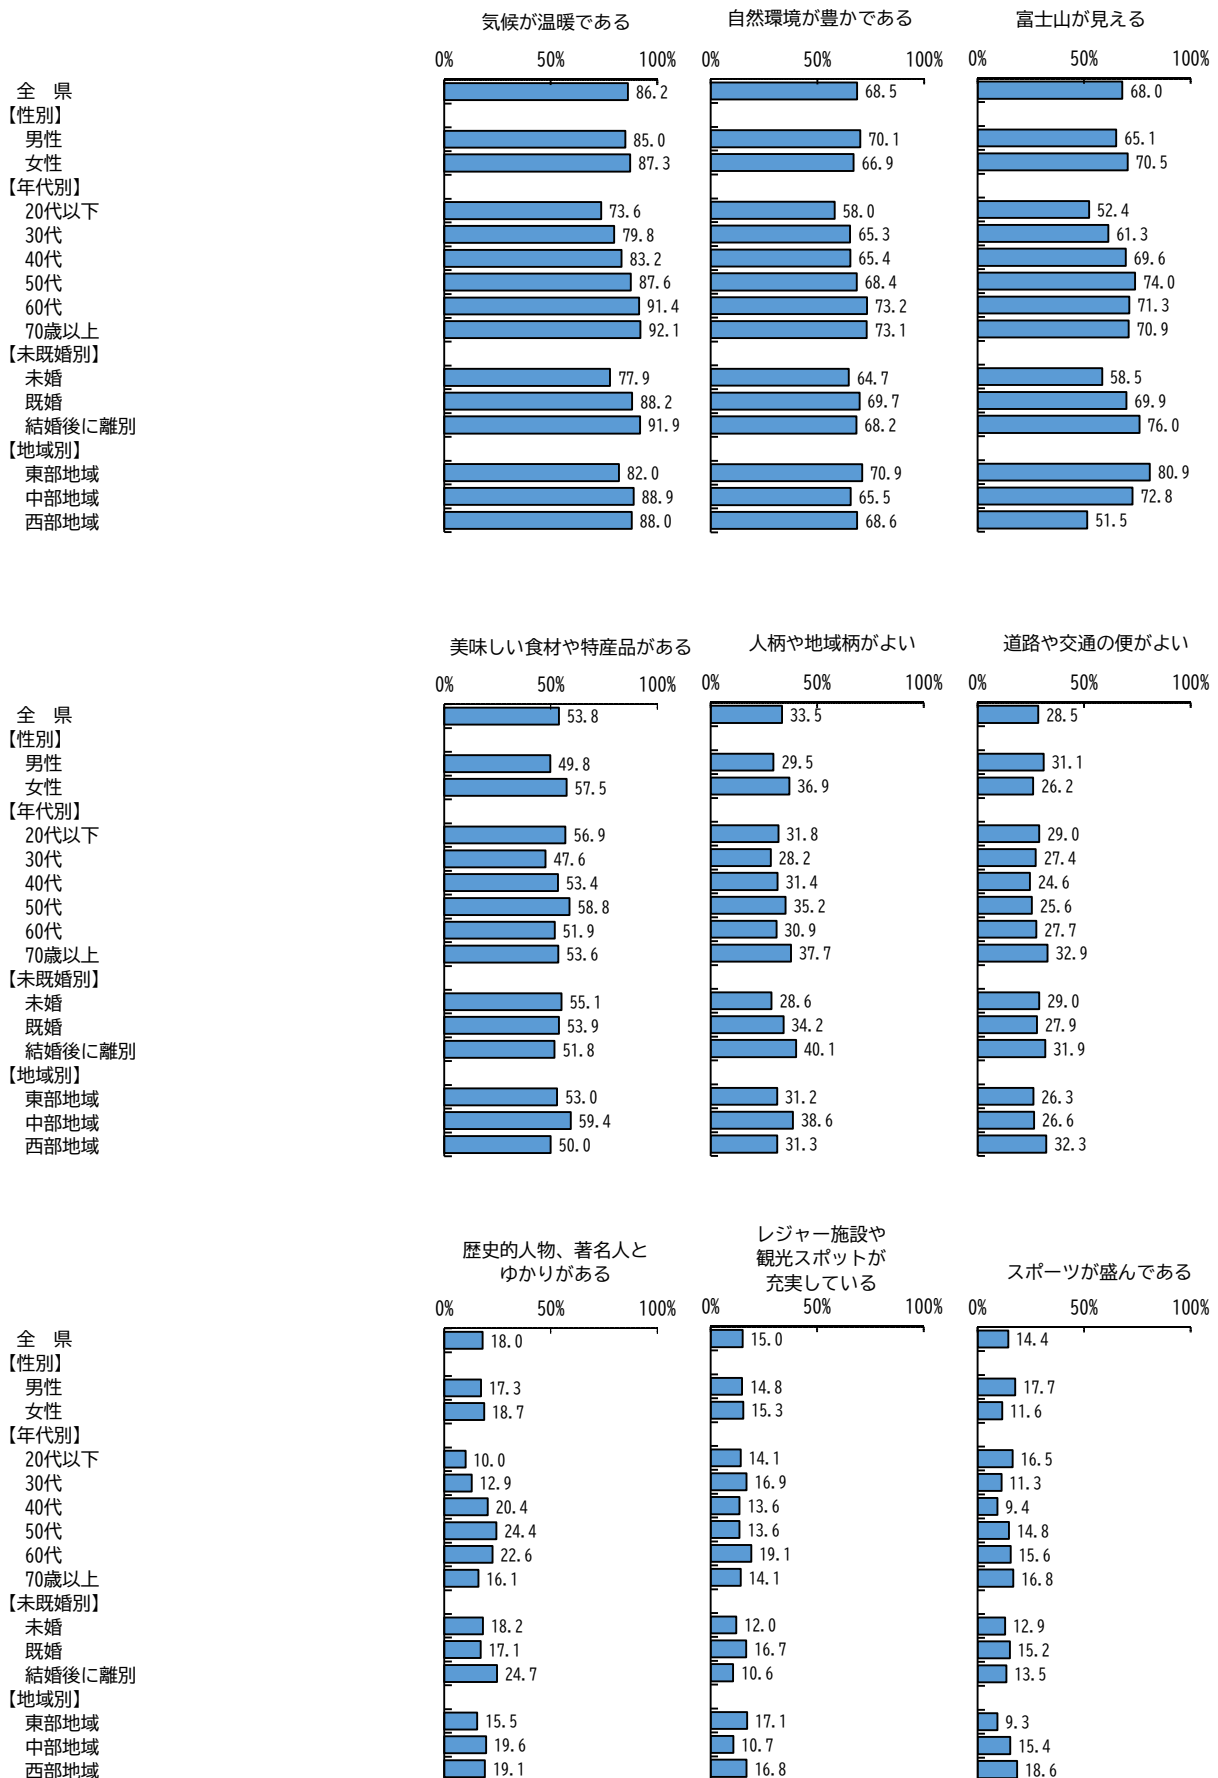 気候が温暖である 自然環境が豊かである 富士山が見える
0% 50% 100% 0% 50% 100% 0% 50% 100%
全　県 86.2 68.5 68.0
【性別】
男性 85.0 70.1 65.1
女性 87.3 66.9 70.5
【年代別】
20代以下 73.6 58.0 52.4
30代 79.8 65.3 61.3
40代 83.2 65.4 69.6
50代 87.6 68.4 74.0
60代 91.4 73.2 71.3
70歳以上 92.1 73.1 70.9
【未既婚別】
未婚 77.9 64.7 58.5
既婚 88.2 69.7 69.9
結婚後に離別 91.9 68.2 76.0
【地域別】
東部地域 82.0 70.9 80.9
中部地域 88.9 65.5 72.8
西部地域 88.0 68.6 51.5
美味しい食材や特産品がある 人柄や地域柄がよい 道路や交通の便がよい
0% 50% 100% 0% 50% 100% 0% 50% 100%
全　県 53.8 33.5 28.5
【性別】
男性 49.8 29.5 31.1
女性 57.5 36.9 26.2
【年代別】
20代以下 56.9 31.8 29.0
30代 47.6 28.2 27.4
40代 53.4 31.4 24.6
50代 58.8 35.2 25.6
60代 51.9 30.9 27.7
70歳以上 53.6 37.7 32.9
【未既婚別】
未婚 55.1 28.6 29.0
既婚 53.9 34.2 27.9
結婚後に離別 51.8 40.1 31.9
【地域別】
東部地域 53.0 31.2 26.3
中部地域 59.4 38.6 26.6
西部地域 50.0 31.3 32.3
歴史的人物、著名人と
ゆかりがある
レジャー施設や
観光スポットが
充実している
スポーツが盛んである
0% 50% 100% 0% 50% 100% 0% 50% 100%
全　県 18.0 15.0 14.4
【性別】
男性 17.3 14.8 17.7
女性 18.7 15.3 11.6
【年代別】
20代以下 10.0 14.1 16.5
30代 12.9 16.9 11.3
40代 20.4 13.6 9.4
50代 24.4 13.6 14.8
60代 22.6 19.1 15.6
70歳以上 16.1 14.1 16.8
【未既婚別】
未婚 18.2 12.0 12.9
既婚 17.1 16.7 15.2
結婚後に離別 24.7 10.6 13.5
【地域別】
東部地域 15.5 17.1 9.3
中部地域 19.6 10.7 15.4
西部地域 19.1 16.8 18.6